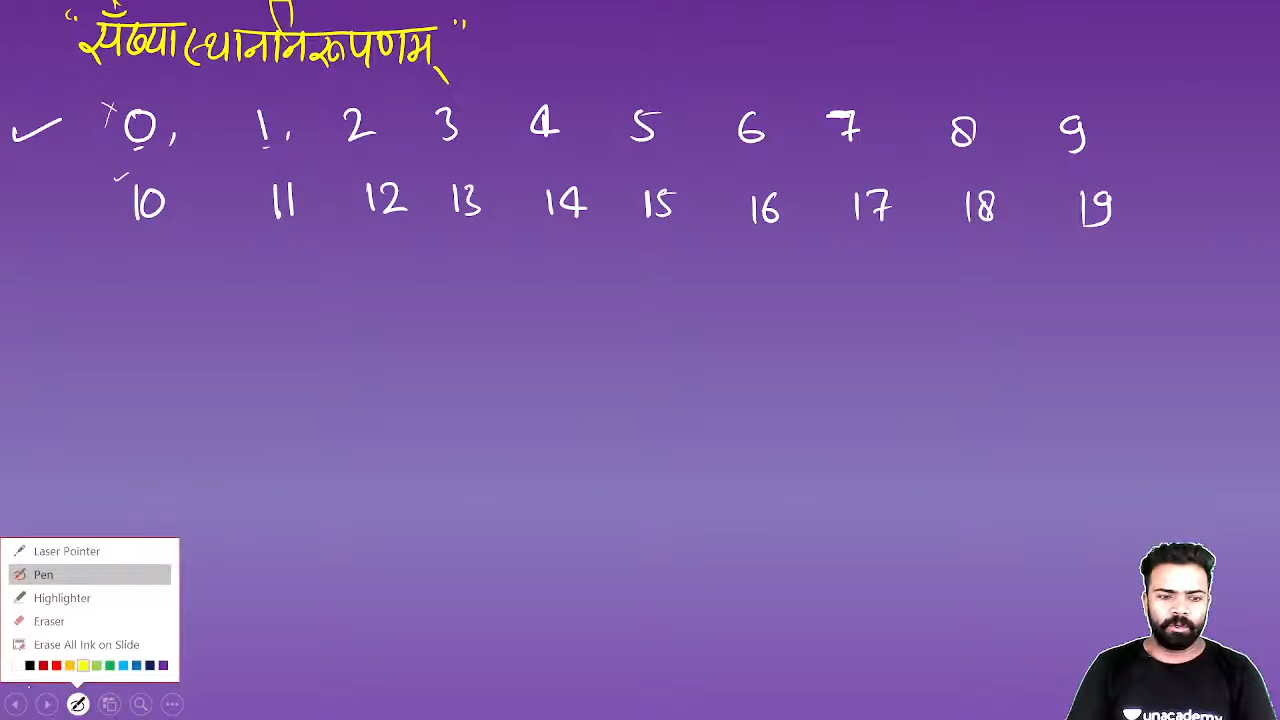 “सँख्यास्थाननिरूपणम्”
0, 1, 2 3 4 5 6 7 8 9
10 11 12 13 14 15 16 17 18 19
Laser Pointer
Pen
Highlighter
Eraser
Erase All Ink on Slide
unacademy